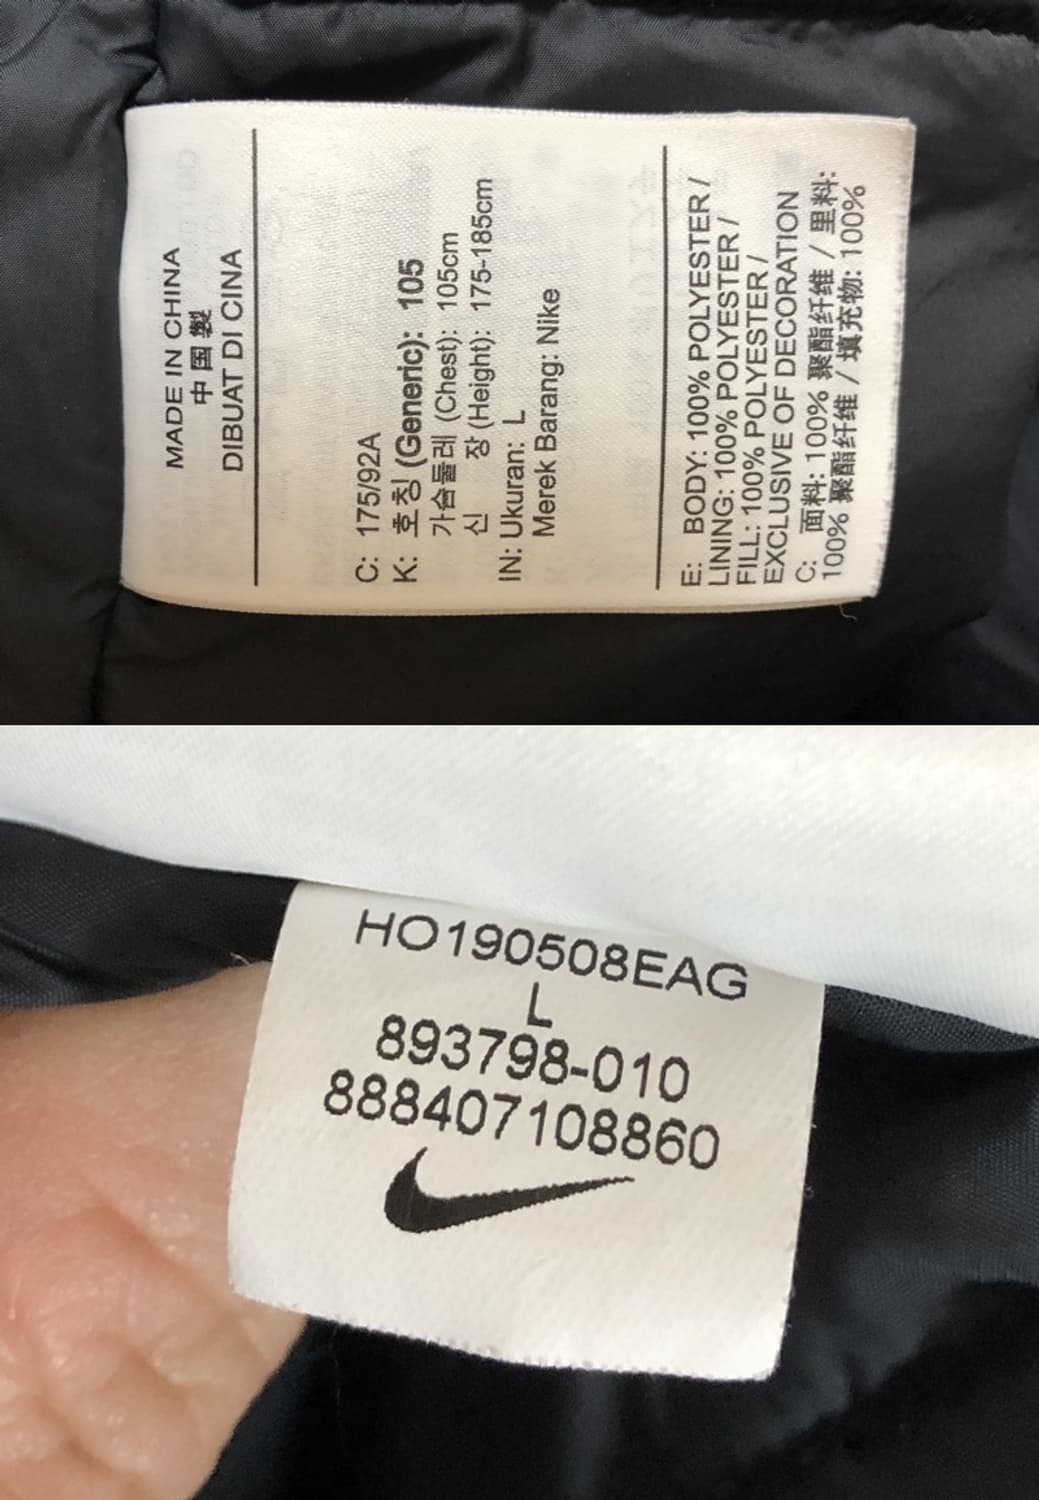 MADE IN CHINA
中国製
DIBUAT DI CINA
C: 175/92A
K: 호칭 (Generic): 105
가슴둘레 (Chest): 105cm
신 장 (Height): 175-185cm
IN: Ukuran: L
Merek Barang: Nike
E: BODY: 100% POLYESTER /
LINING: 100% POLYESTER /
FILL: 100% POLYESTER /
EXCLUSIVE OF DECORATION
C: 面料: 100% 聚酯纤维 / 里料:
100% 聚酯纤维 / 填充物: 100%
HO190508EAG
L
893798-010
888407108860